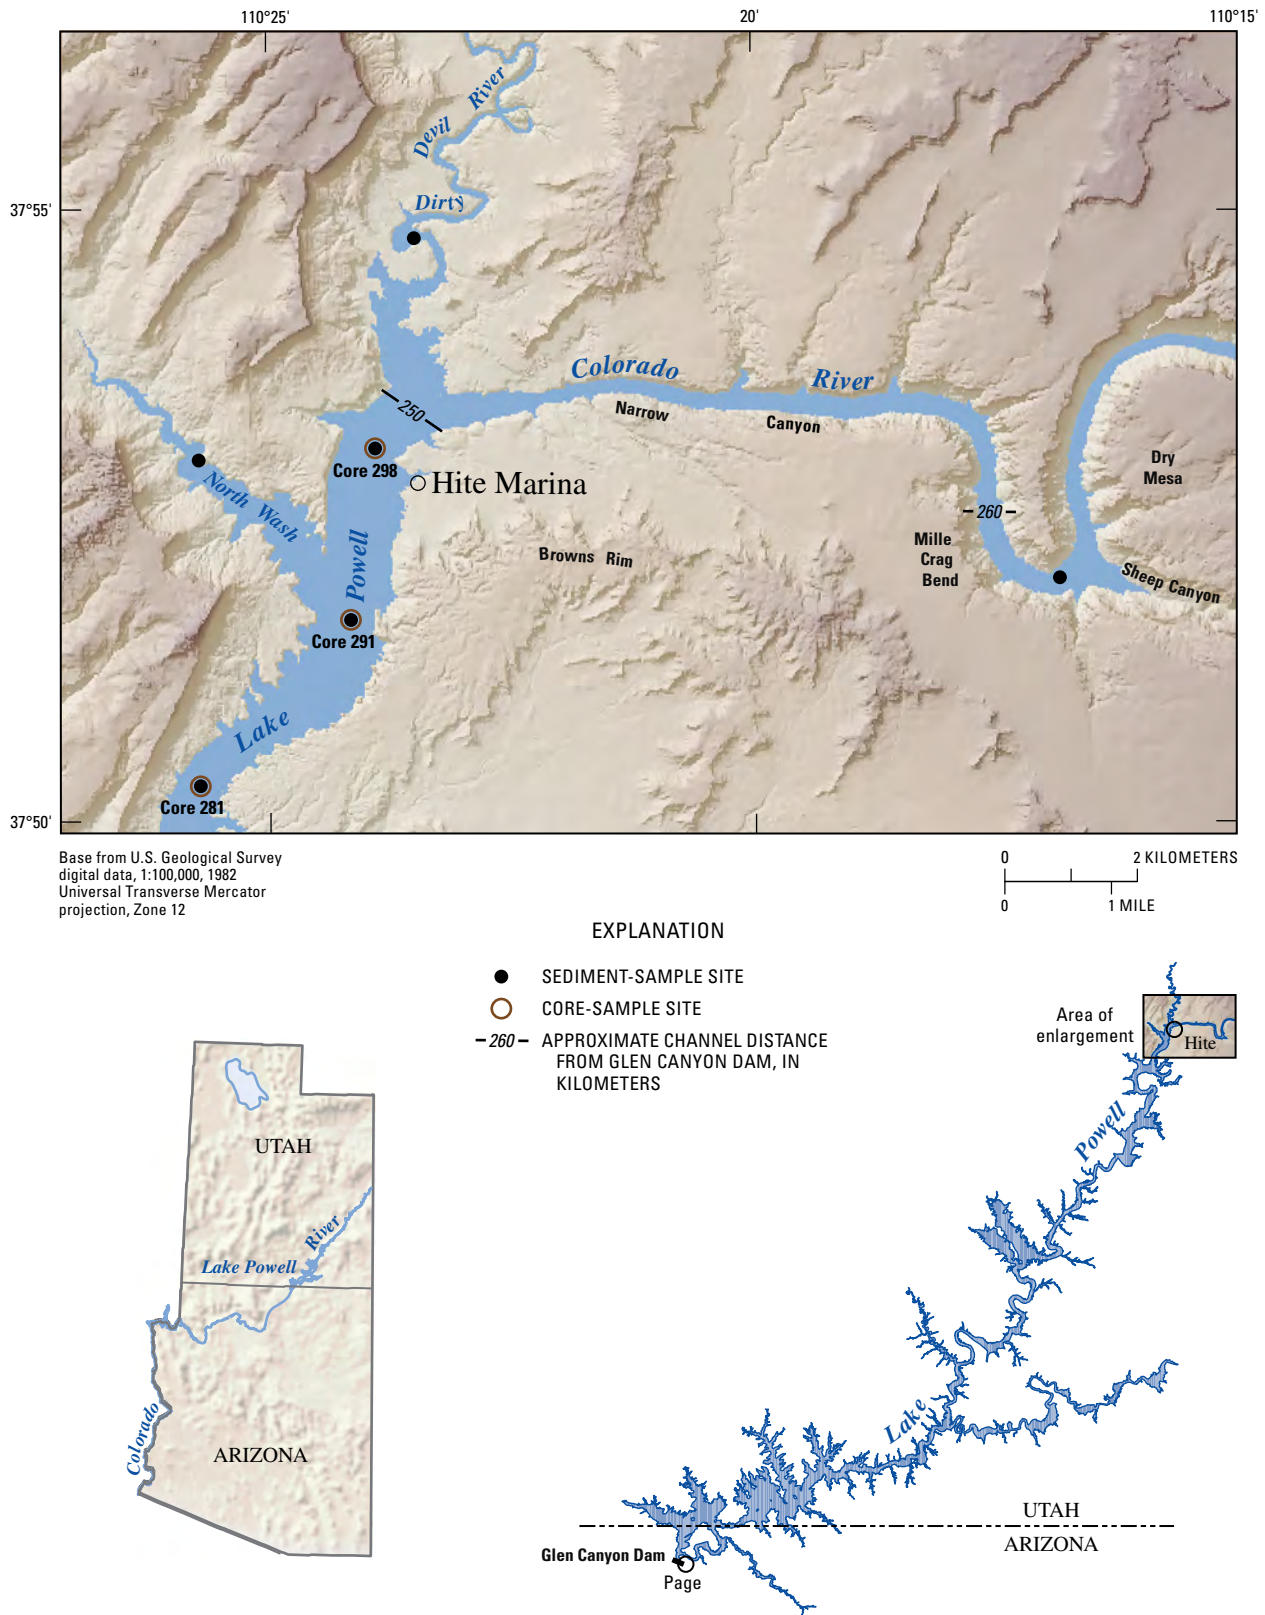 110°25'
20'
110°15'
Dirty Devil River
37°55'
Colorado River
250
Narrow Canyon
Core 298
Hite Marina
North Wash
Dry
Mesa
260
Mille
Crag
Bend
Browns Rim
Sheep Canyon
Core 291
Lake Powell
Core 281
37°50'
Base from U.S. Geological Survey
digital data, 1:100,000, 1982
Universal Transverse Mercator
projection, Zone 12
0 2 KILOMETERS
0 1 MILE
EXPLANATION
SEDIMENT-SAMPLE SITE
CORE-SAMPLE SITE
260 APPROXIMATE CHANNEL DISTANCE
FROM GLEN CANYON DAM, IN
KILOMETERS
Area of
enlargement
Hite
UTAH
River
Lake Powell
Colorado
ARIZONA
Lake Powell
UTAH
ARIZONA
Glen Canyon Dam
Page